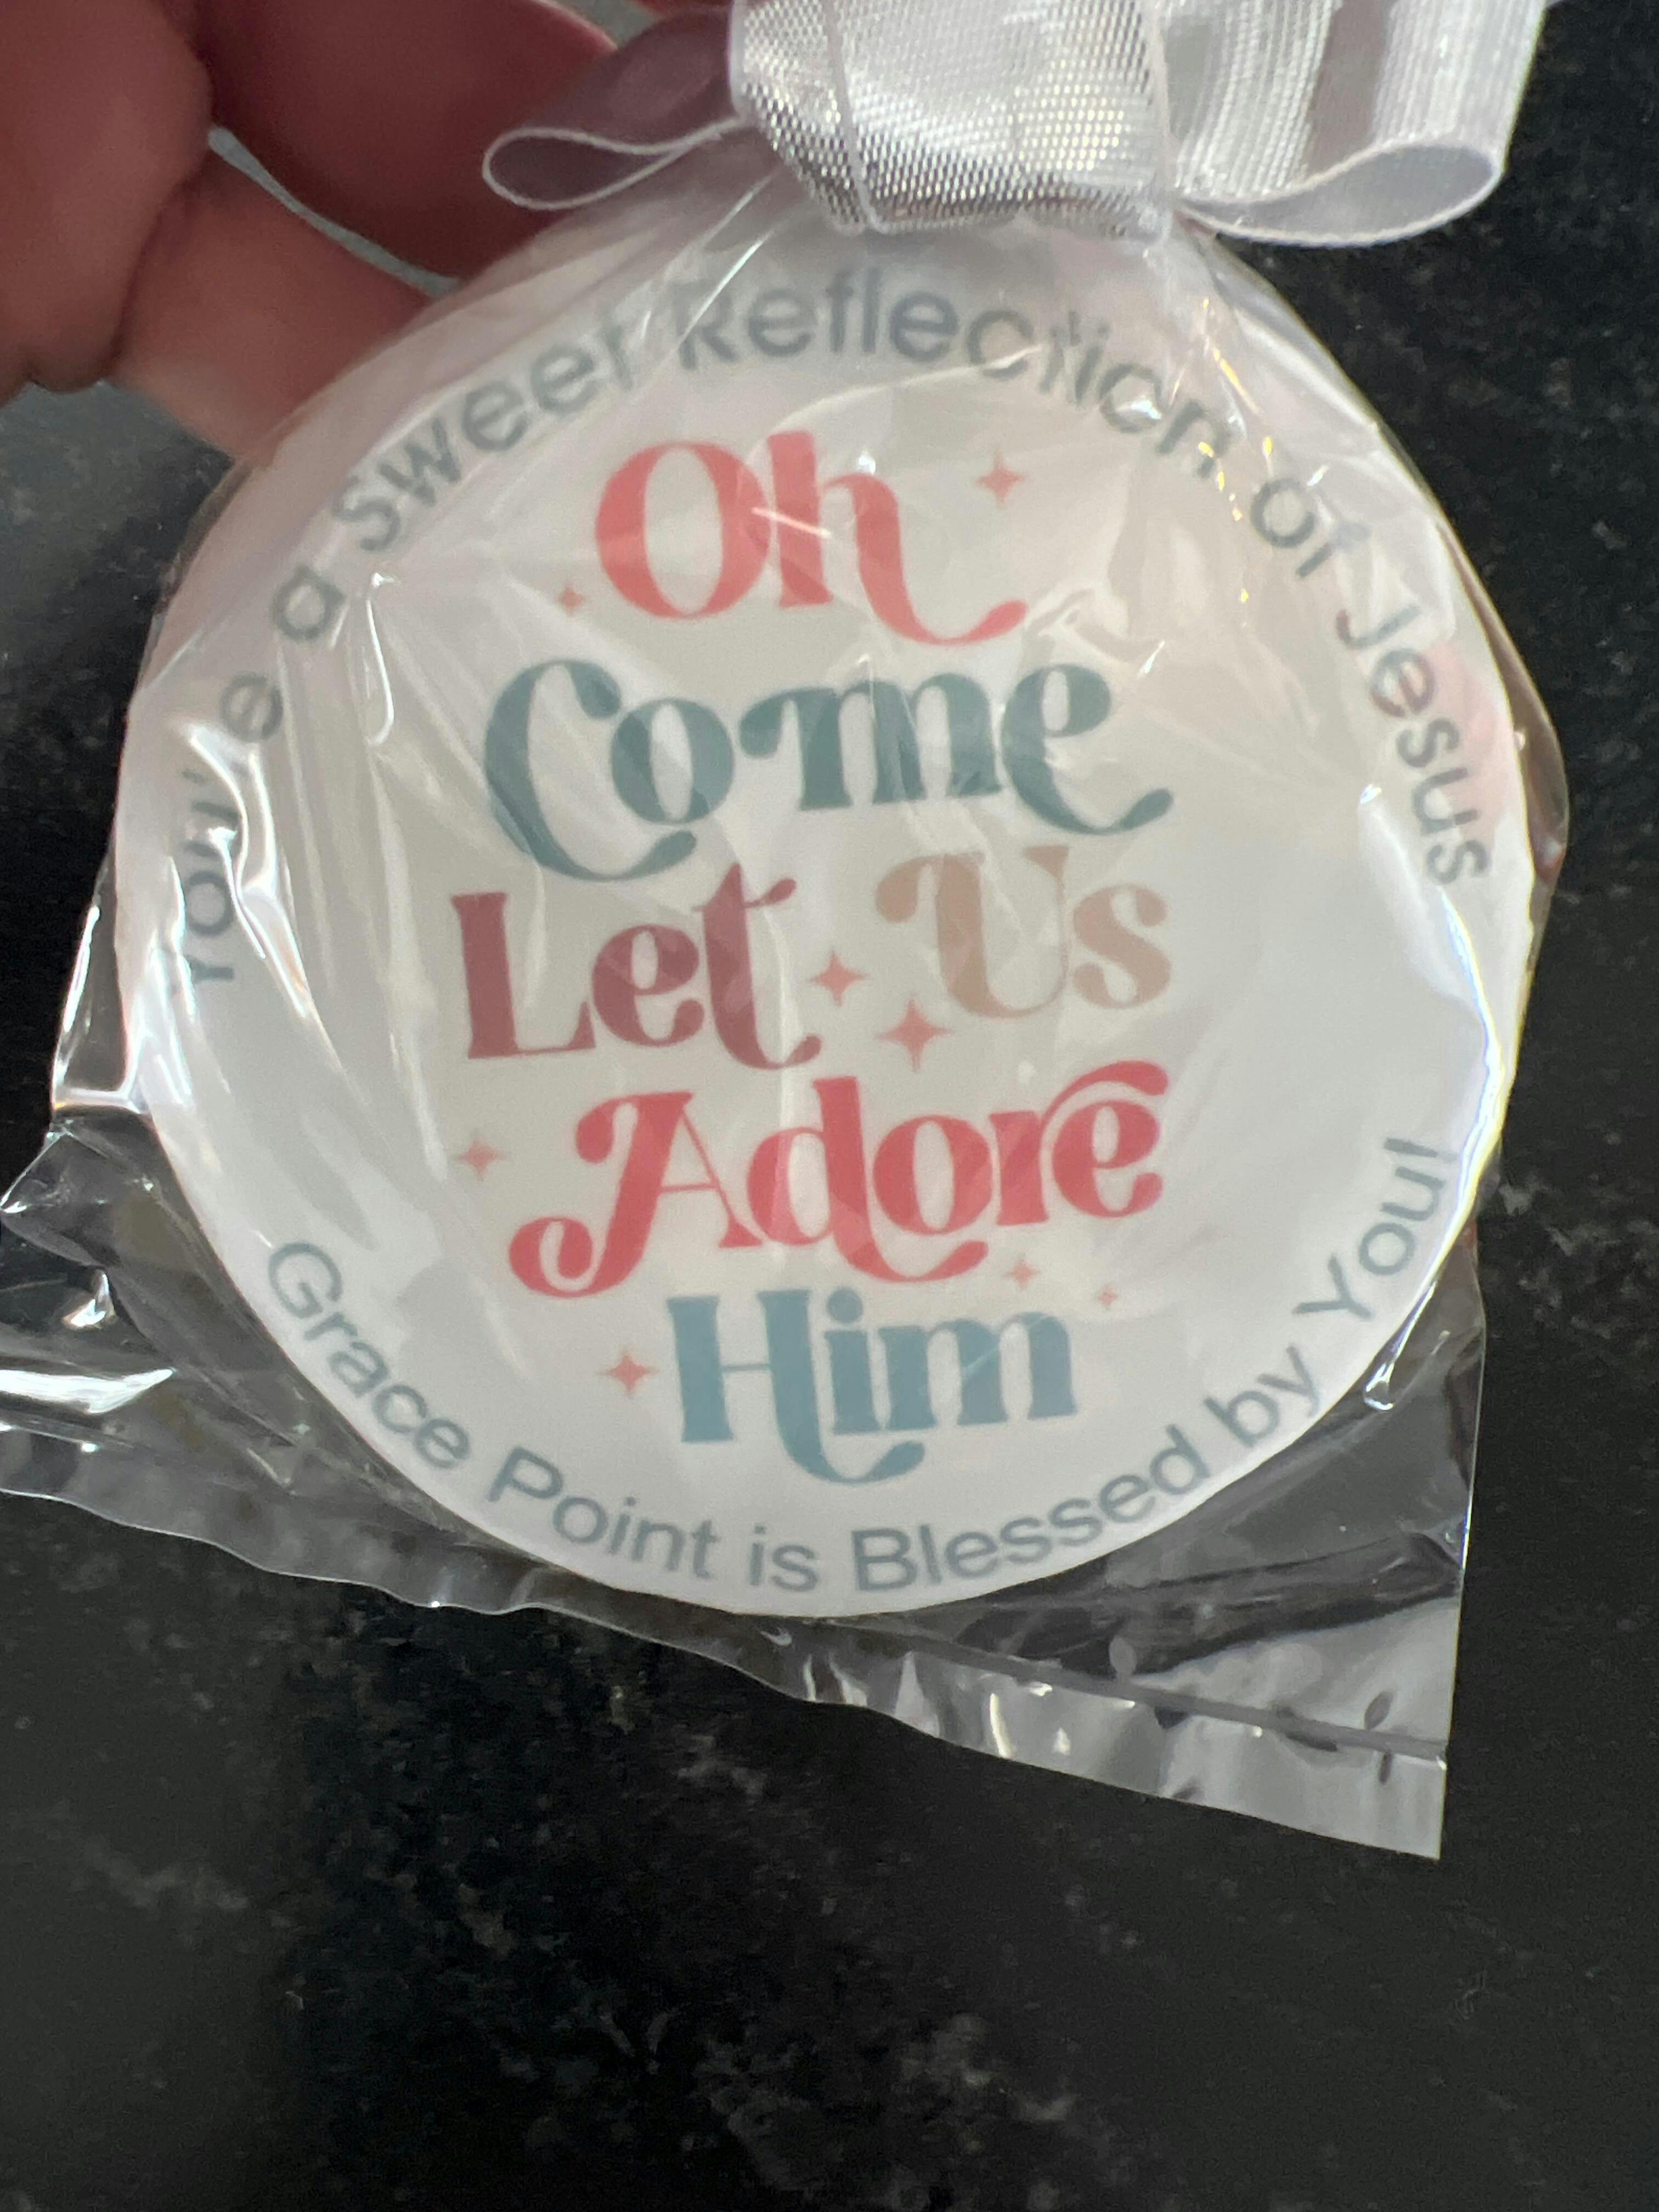 You're a Sweet Reflection of Jesus
Oh
Come
Let Us
Adore
Him
Grace Point is Blessed by You!